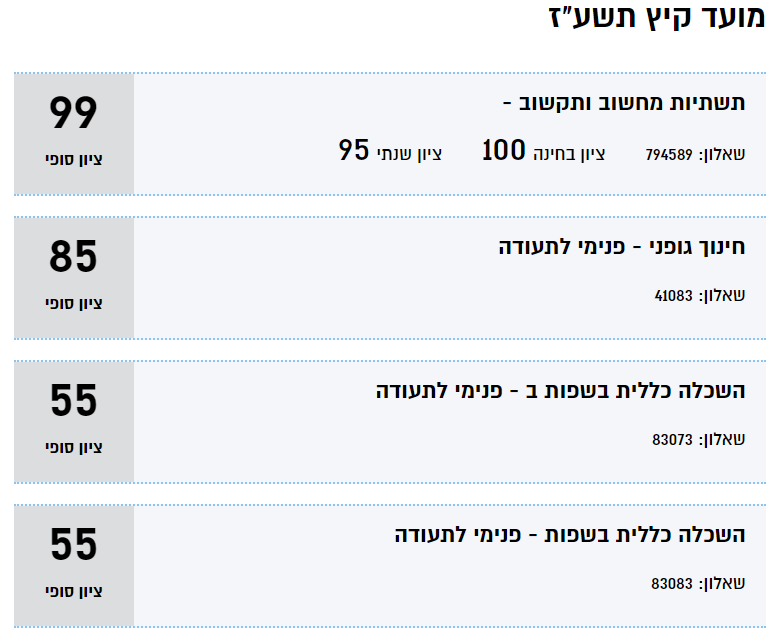 מועד קיץ תשע"ז
תשתיות מחשוב ותקשוב -
שאלון: 794589 ציון בחינה 100 ציון שנתי 95
99
ציון סופי
חינוך גופני - פנימי לתעודה
שאלון: 41083
85
ציון סופי
השכלה כללית בשפות ב - פנימי לתעודה
שאלון: 83073
55
ציון סופי
השכלה כללית בשפות - פנימי לתעודה
שאלון: 83083
55
ציון סופי